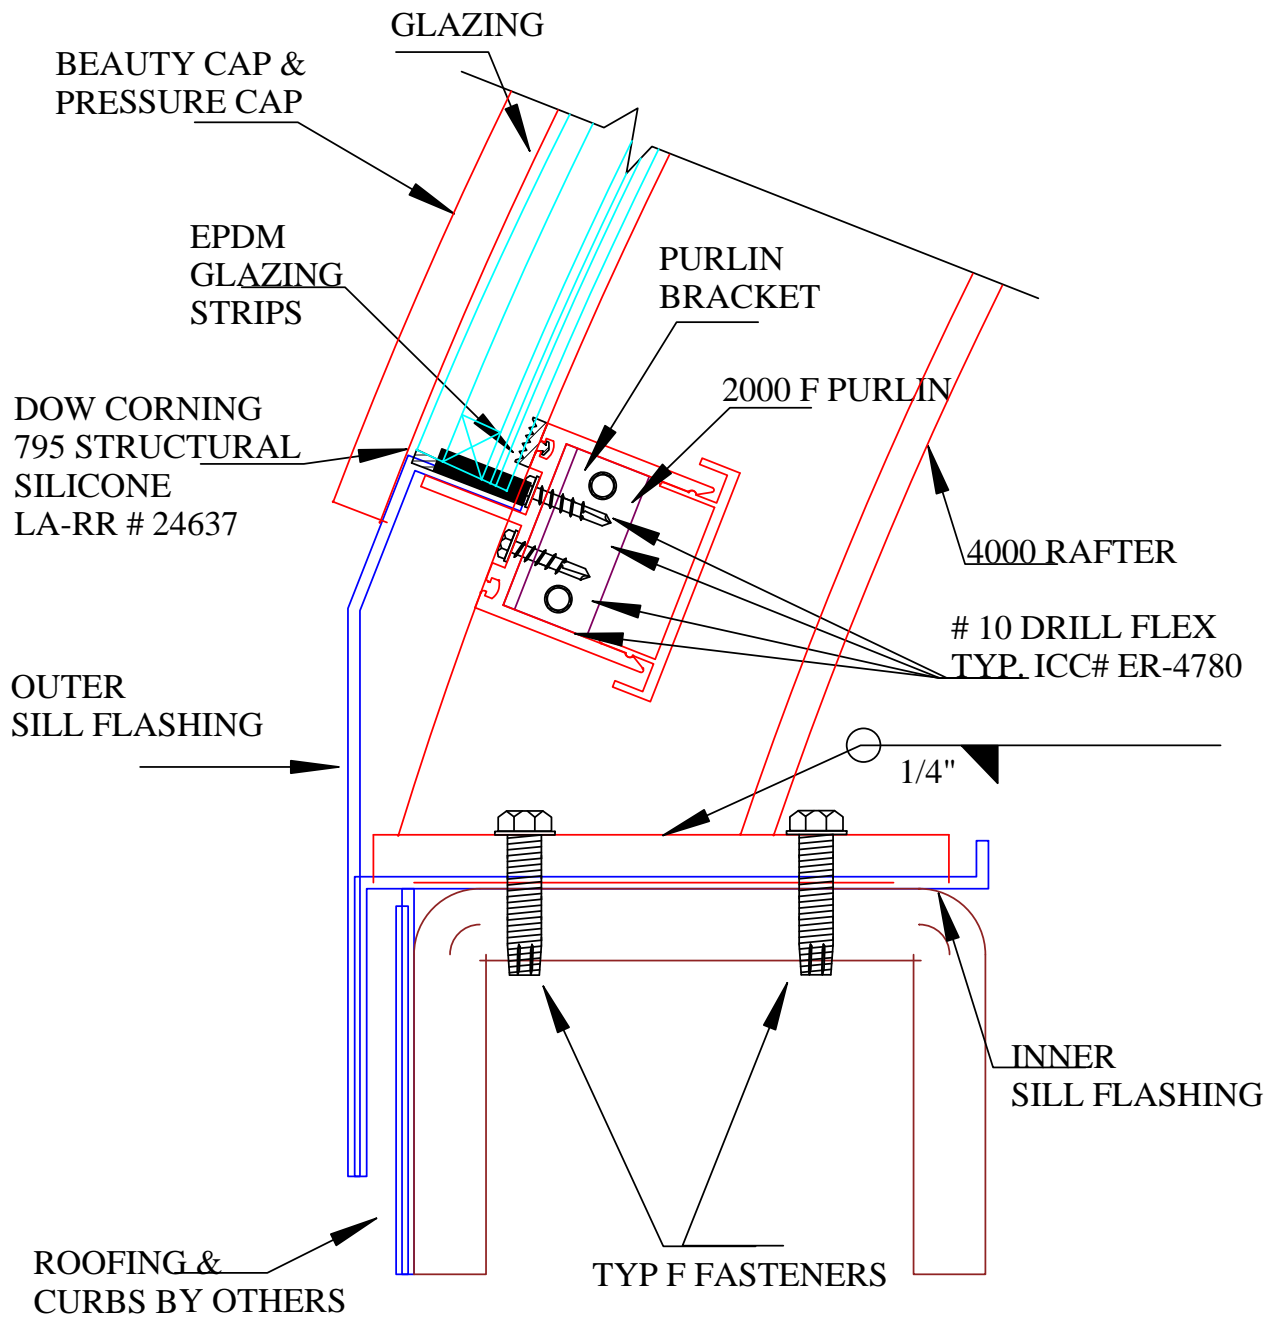 GLAZING
BEAUTY CAP &
PRESSURE CAP
EPDM
GLAZING
STRIPS
PURLIN
BRACKET
2000 F PURLIN
DOW CORNING
795 STRUCTURAL
SILICONE
LA-RR # 24637
4000 RAFTER
# 10 DRILL FLEX
TYP. ICC# ER-4780
OUTER
SILL FLASHING
1/4"
INNER
SILL FLASHING
ROOFING &
CURBS BY OTHERS
TYP F FASTENERS